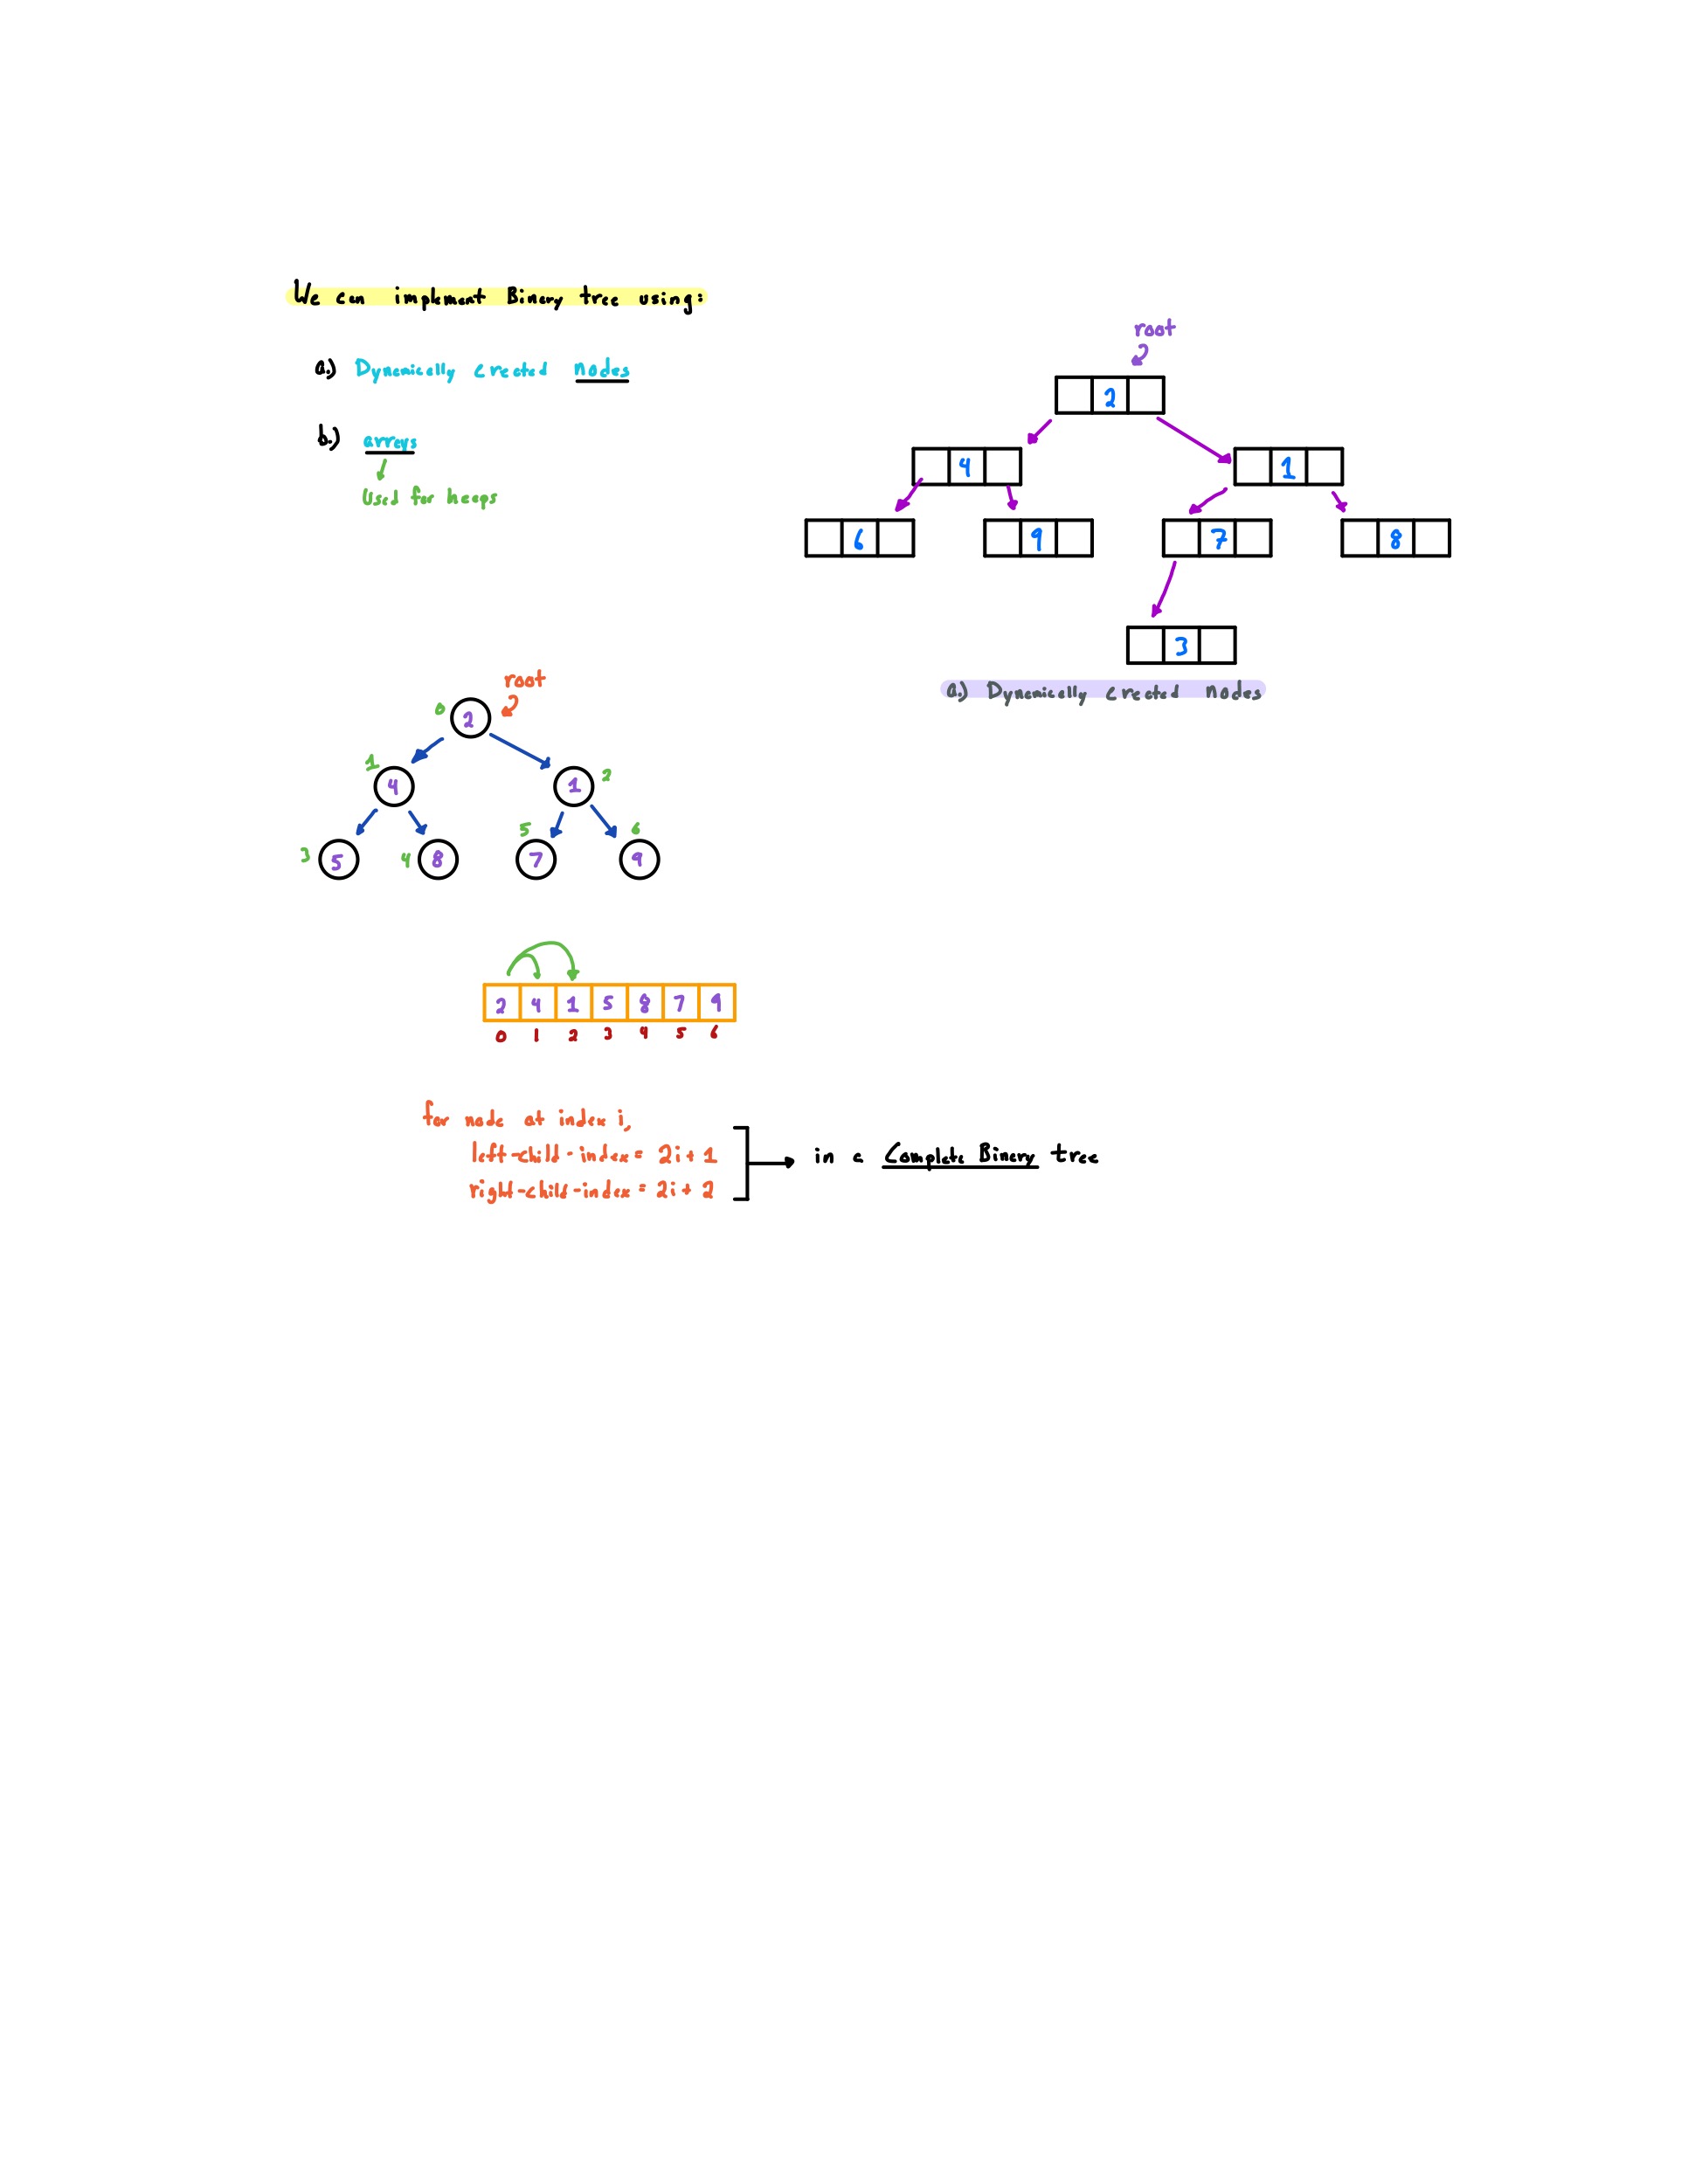 We can implement Binary tree using:
a.) Dynamically created nodes
b.) arrays
Used for heaps
root
2
4 1
6 9 7 8
3
a.) Dynamically created nodes
root
0 2
1 4 1 2
5 6
3 5 4 8 7 9
2 4 1 5 8 7 9
0 1 2 3 4 5 6
for node at index i,
left-child-index = 2i + 1
right-child-index = 2i + 2
in a Complete Binary tree